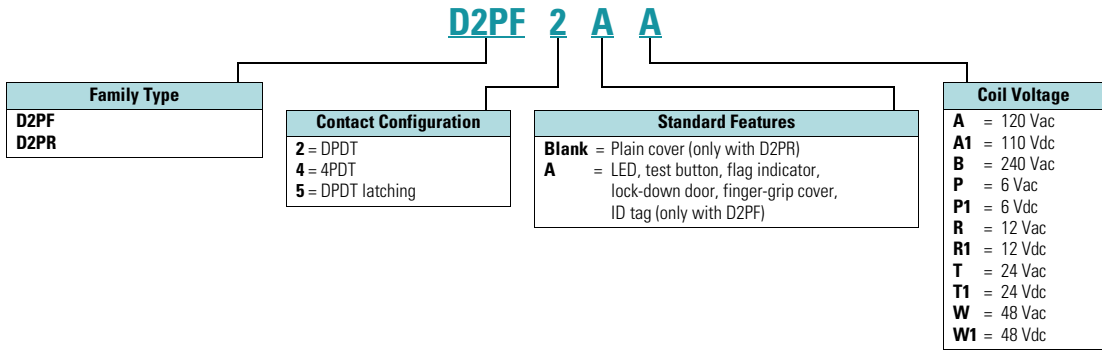 D2PF 2 A A
Family Type
D2PF
D2PR
Contact Configuration
2 = DPDT
4 = 4PDT
5 = DPDT latching
Standard Features
Blank = Plain cover (only with D2PR)
A = LED, test button, flag indicator,
lock-down door, finger-grip cover,
ID tag (only with D2PF)
Coil Voltage
A = 120 Vac
A1 = 110 Vdc
B = 240 Vac
P = 6 Vac
P1 = 6 Vdc
R = 12 Vac
R1 = 12 Vdc
T = 24 Vac
T1 = 24 Vdc
W = 48 Vac
W1 = 48 Vdc